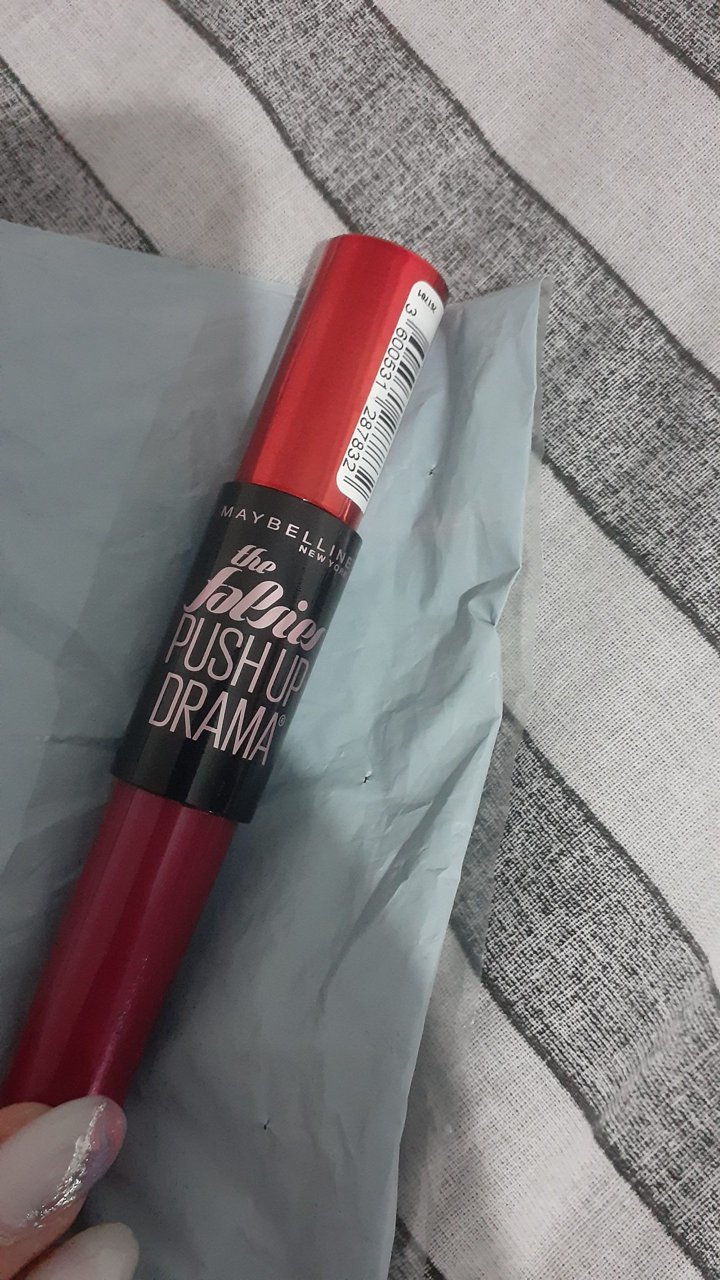 3 600531 287832
MAYBELLINE
NEW YORK
the
falsies
PUSH UP
DRAMA®